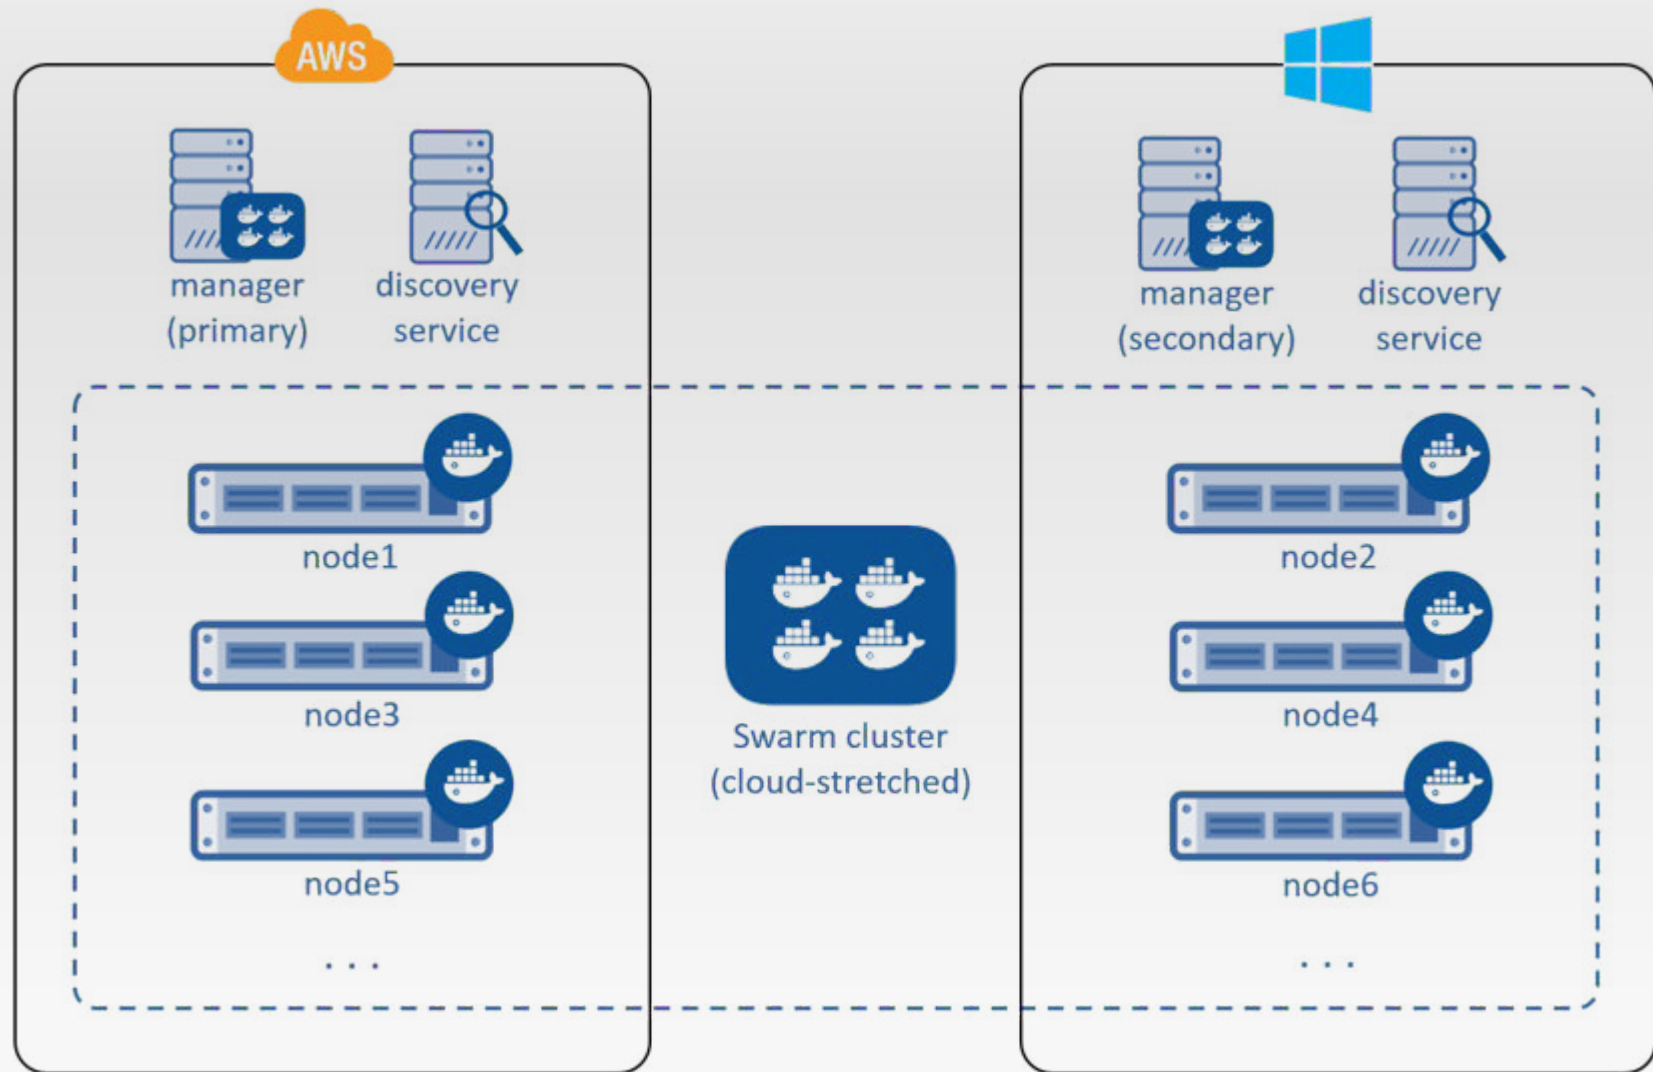 AWS
manager
(primary)
discovery
service
manager
(secondary)
discovery
service
node1
node2
node3
node4
Swarm cluster
(cloud-stretched)
node5
node6
. . .
. . .